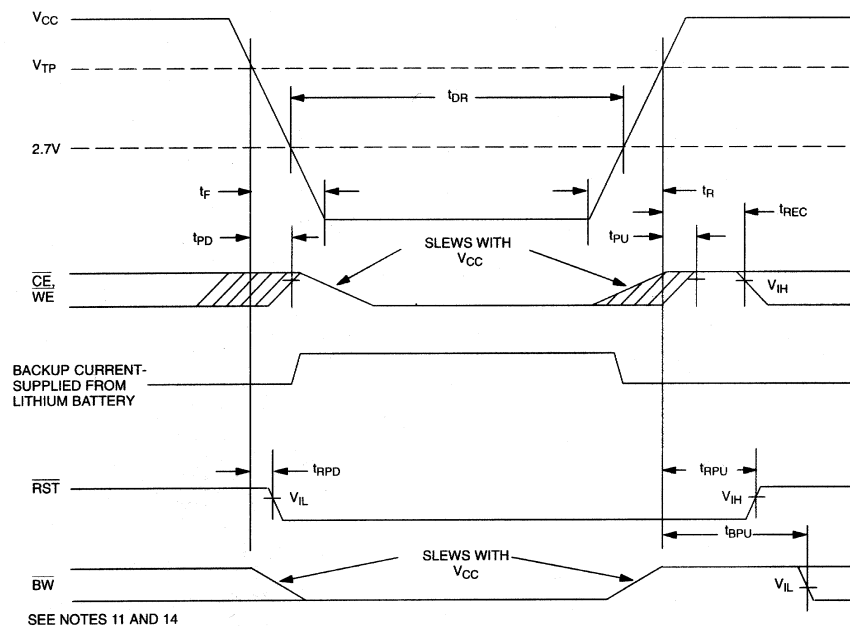 VCC
VTP
tDR
2.7V
tF
tR
tREC
tPD
tPU
SLEWS WITH
VCC
CE,
WE
VIH
BACKUP CURRENT-
SUPPLIED FROM
LITHIUM BATTERY
tRPD
tRPU
RST
VIL
VIH
tBPU
SLEWS WITH
VCC
BW
VIL
SEE NOTES 11 AND 14